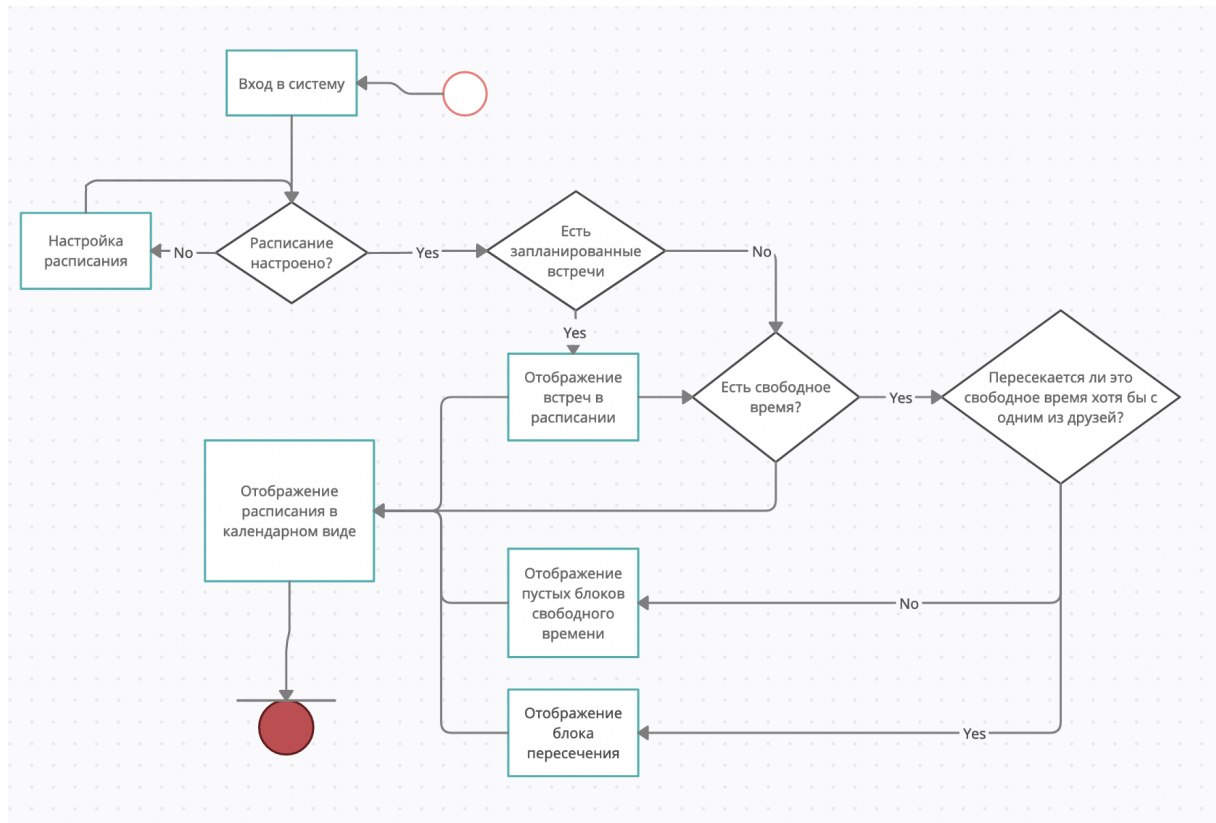 Вход в систему
Настройка
расписания
No
Расписание
настроено?
Yes
Есть
запланированные
встречи
No
Yes
Отображение
встреч в
расписании
Есть свободное
время?
Yes
Пересекается ли это
свободное время хотя бы с
одним из друзей?
Отображение
расписания в
календарном виде
Отображение
пустых блоков
свободного
времени
No
Отображение
блока
пересечения
Yes